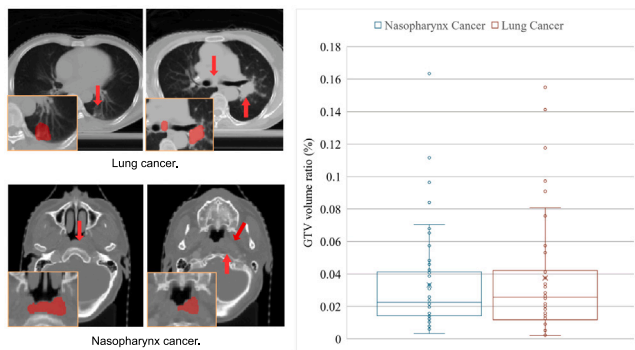 Lung cancer.
Nasopharynx cancer.
Nasopharynx Cancer Lung Cancer
GTV volume ratio (%)
0.18
0.16
0.14
0.12
0.1
0.08
0.06
0.04
0.02
0